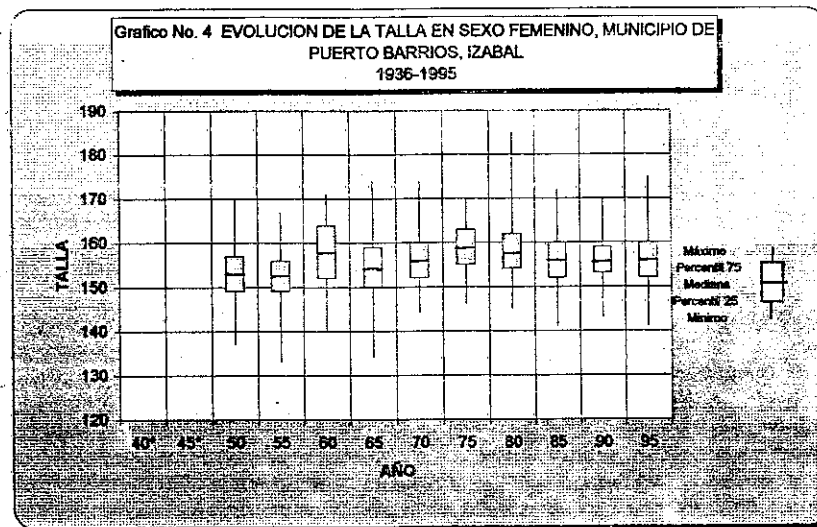 Grafico No. 4 EVOLUCION DE LA TALLA EN SEXO FEMENINO, MUNICIPIO DE
PUERTO BARRIOS, IZABAL
1936-1995
190
180
170
160
150
140
130
120
TALLA
40* 45* 50 55 60 65 70 75 80 85 90 95
AÑO
Máximo
Percentil 75
Mediana
Percentil 25
Mínimo